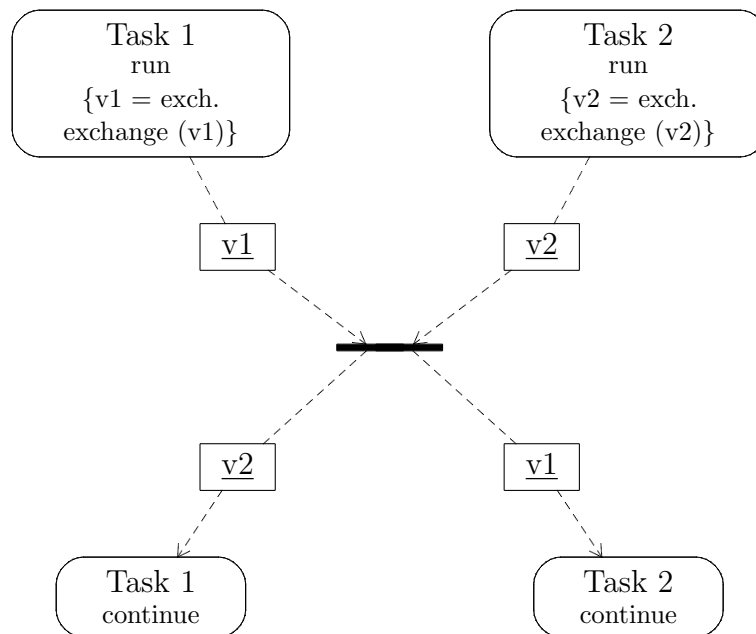 Task 1
run
{v1 = exch.
exchange (v1)}
Task 2
run
{v2 = exch.
exchange (v2)}
v1
v2
v2
v1
Task 1
continue
Task 2
continue